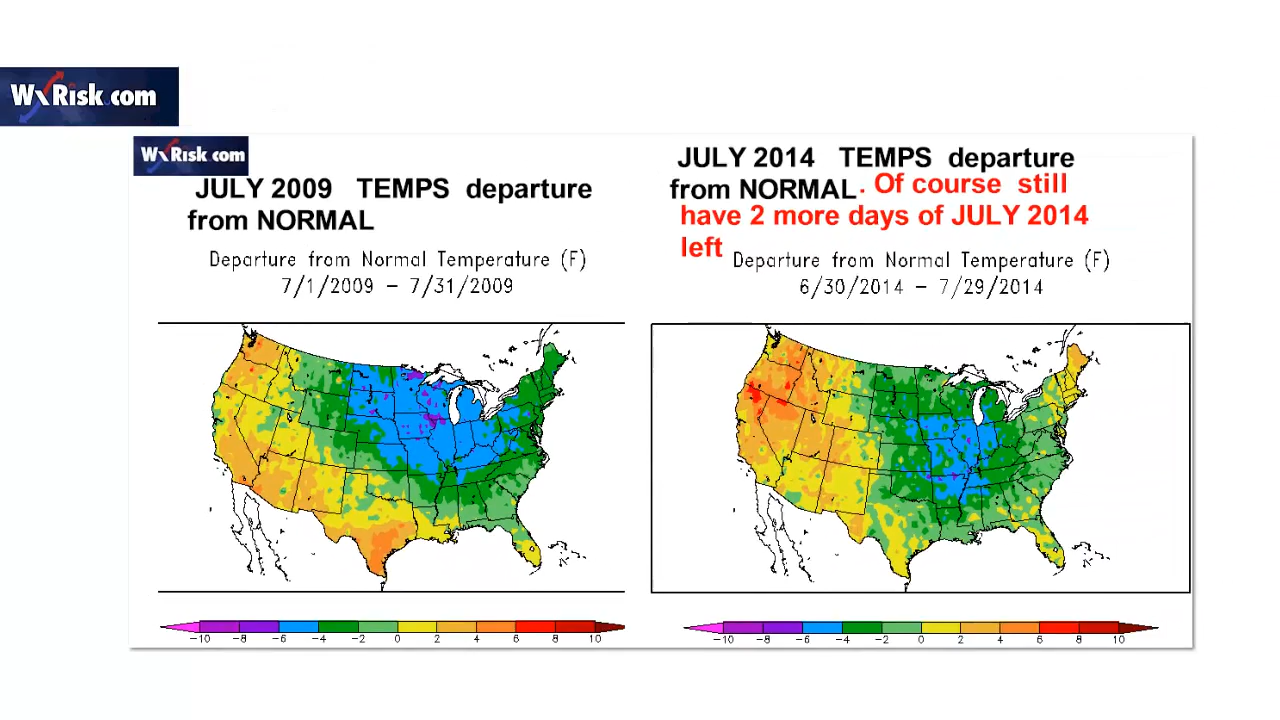 WxRisk.com
WxRisk.com
JULY 2009 TEMPS departure
from NORMAL
Departure from Normal Temperature (F)
7/1/2009 – 7/31/2009
-10 -8 -6 -4 -2 0 2 4 6 8 10
JULY 2014 TEMPS departure
from NORMAL. Of course still
have 2 more days of JULY 2014
left
Departure from Normal Temperature (F)
6/30/2014 – 7/29/2014
-10 -8 -6 -4 -2 0 2 4 6 8 10